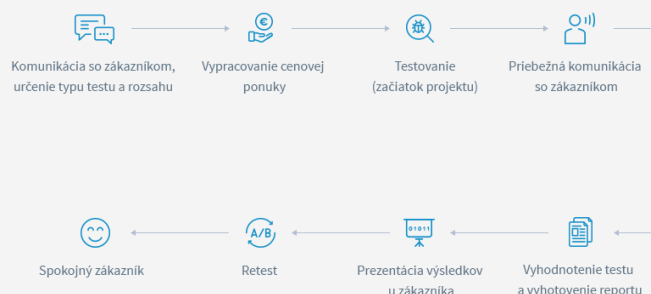 Komunikácia so zákazníkom,
určenie typu testu a rozsahu
Vypracovanie cenovej
ponuky
Testovanie
(začiatok projektu)
Priebežná komunikácia
so zákazníkom
Spokojný zákazník
A/B
Retest
01011
Prezentácia výsledkov
u zákazníka
Vyhodnotenie testu
a vyhotovenie reportu